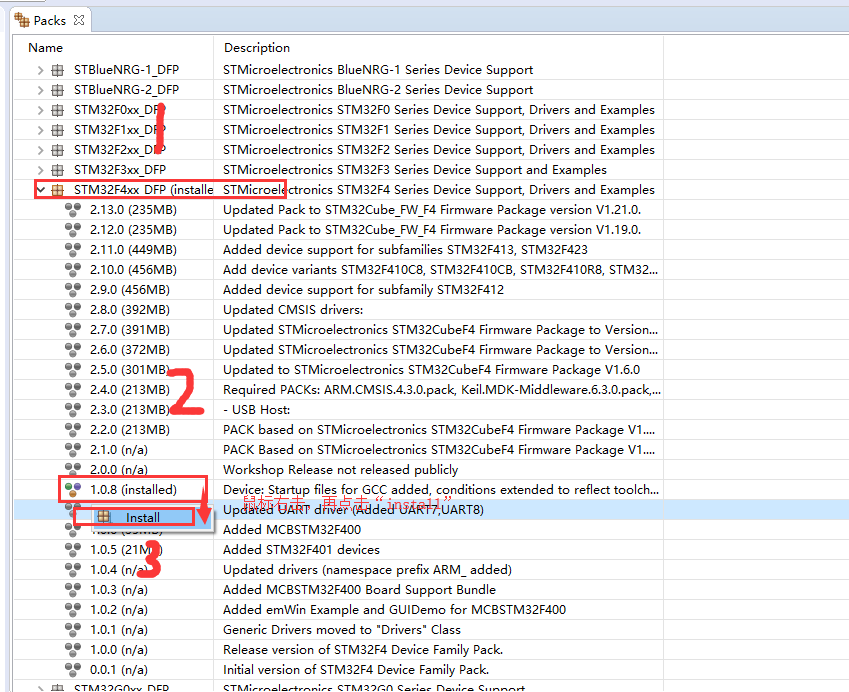 Packs
Name Description
STBlueNRG-1_DFP STMicroelectronics BlueNRG-1 Series Device Support
STBlueNRG-2_DFP STMicroelectronics BlueNRG-2 Series Device Support
STM32F0xx_DFP STMicroelectronics STM32F0 Series Device Support, Drivers and Examples
1
STM32F1xx_DFP STMicroelectronics STM32F1 Series Device Support, Drivers and Examples
STM32F2xx_DFP STMicroelectronics STM32F2 Series Device Support, Drivers and Examples
STM32F3xx_DFP STMicroelectronics STM32F3 Series Device Support and Examples
STM32F4xx_DFP (installe STMicroelectronics STM32F4 Series Device Support, Drivers and Examples
2.13.0 (235MB) Updated Pack to STM32Cube_FW_F4 Firmware Package version V1.21.0.
2.12.0 (235MB) Updated Pack to STM32Cube_FW_F4 Firmware Package version V1.19.0.
2.11.0 (449MB) Added device support for subfamilies STM32F413, STM32F423
2.10.0 (456MB) Add device variants STM32F410C8, STM32F410CB, STM32F410R8, STM32...
2.9.0 (456MB) Added device support for subfamily STM32F412
2.8.0 (392MB) Updated CMSIS drivers:
2.7.0 (391MB) Updated STMicroelectronics STM32CubeF4 Firmware Package to Version...
2.6.0 (372MB) Updated STMicroelectronics STM32CubeF4 Firmware Package to Version...
2.5.0 (301MB) Updated to STMicroelectronics STM32CubeF4 Firmware Package V1.6.0
2.4.0 (213MB) Required PACKs: ARM.CMSIS.4.3.0.pack, Keil.MDK-Middleware.6.3.0.pack,...
2
2.3.0 (213MB) - USB Host:
2.2.0 (213MB) PACK based on STMicroelectronics STM32CubeF4 Firmware Package V1....
2.1.0 (n/a) PACK Based on STMicroelectronics STM32CubeF4 Firmware Package V1....
2.0.0 (n/a) Workshop Release not released publicly
1.0.8 (installed) Device: Startup files for GCC added, conditions extended to reflect toolch...
鼠标右击，再点击“install”
Updated UART driver (Added UART7,UART8)
Install
Added MCBSTM32F400
1.0.5 (21MB) Added STM32F401 devices
3
1.0.4 (n/a) Updated drivers (namespace prefix ARM_ added)
1.0.3 (n/a) Added MCBSTM32F400 Board Support Bundle
1.0.2 (n/a) Added emWin Example and GUIDemo for MCBSTM32F400
1.0.1 (n/a) Generic Drivers moved to "Drivers" Class
1.0.0 (n/a) Release version of STM32F4 Device Family Pack.
0.0.1 (n/a) Initial version of STM32F4 Device Family Pack.
STM32G0xx_DFP STMicroelectronics STM32G0 Series Device Support